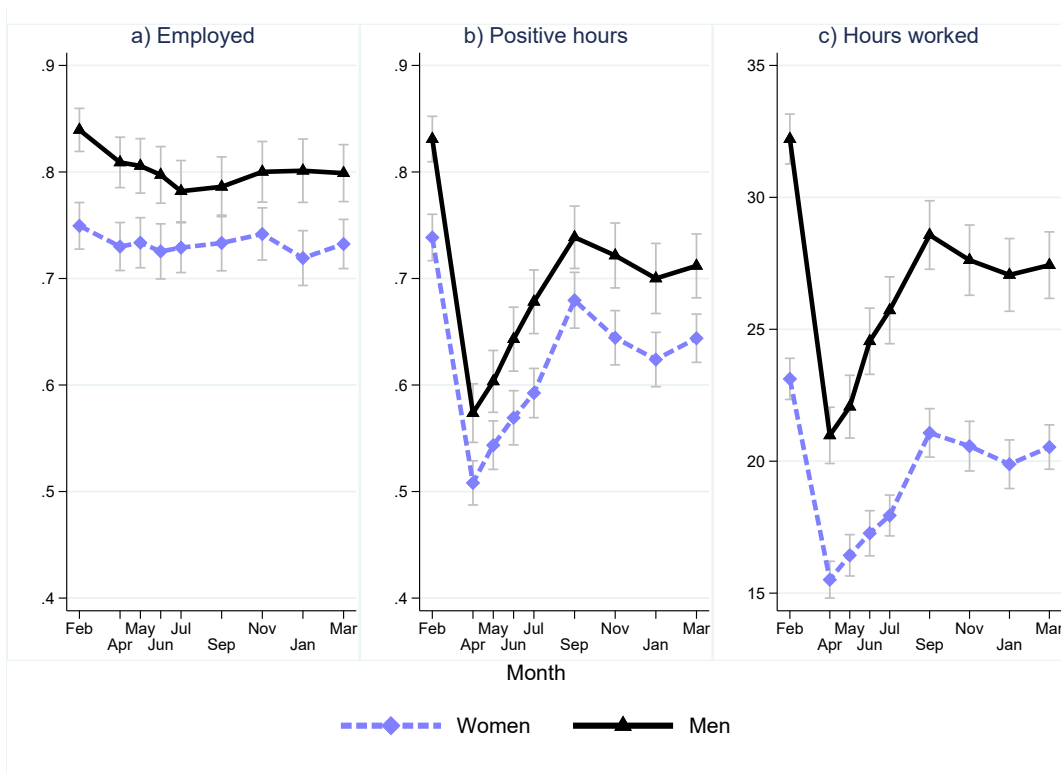 a) Employed
.9
.8
.7
.6
.5
.4
Feb May Jul Nov Mar
Apr Jun Sep Jan
b) Positive hours
.9
.8
.7
.6
.5
.4
Feb May Jul Nov Mar
Apr Jun Sep Jan
c) Hours worked
35
30
25
20
15
Feb May Jul Nov Mar
Apr Jun Sep Jan
Month
Women Men